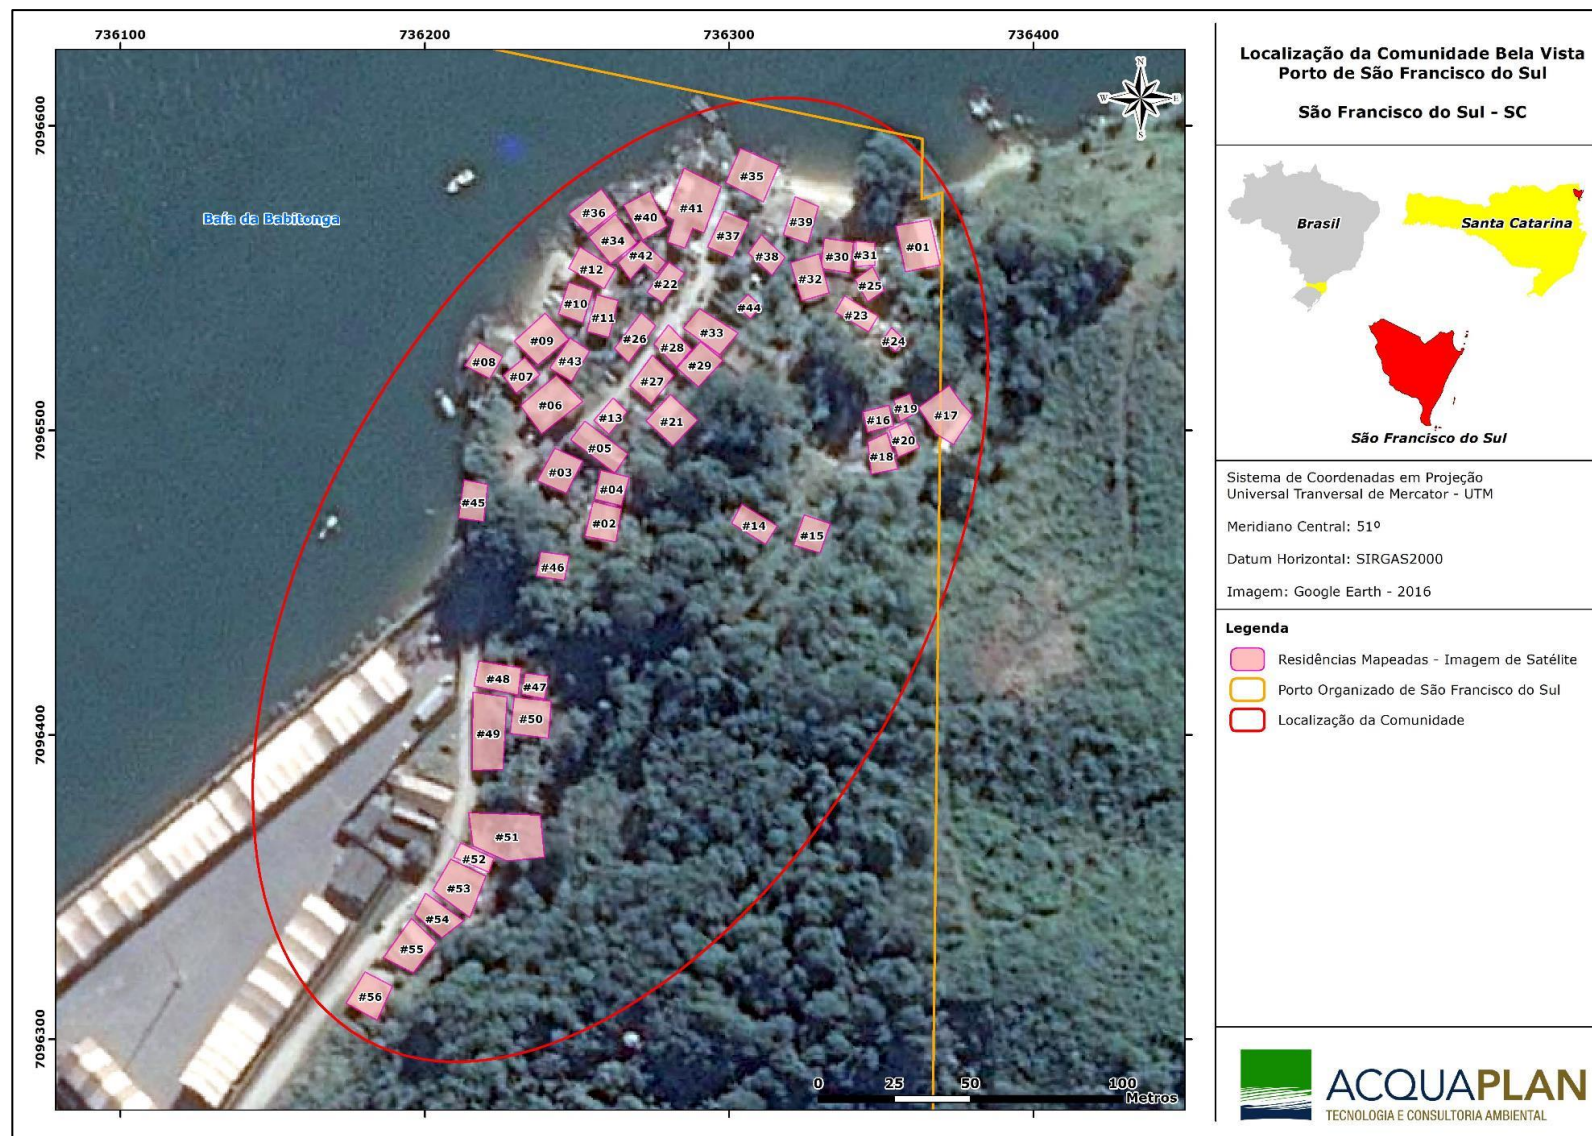 736100
736200
736300
736400
7096600
7096500
7096400
7096300
N
W
E
S
Baía da Babitonga
#35
#36
#40
#41
#39
#37
#34
#42
#38
#30
#31
#01
#12
#22
#32
#25
#10
#11
#44
#23
#09
#26
#33
#24
#28
#08
#43
#29
#07
#27
#06
#13
#21
#16
#19
#17
#05
#20
#03
#18
#04
#45
#02
#14
#15
#46
#48
#47
#50
#49
#51
#52
#53
#54
#55
#56
0
25
50
100
Metros
Localização da Comunidade Bela Vista
Porto de São Francisco do Sul
São Francisco do Sul - SC
Brasil
Santa Catarina
São Francisco do Sul
Sistema de Coordenadas em Projeção
Universal Tranversal de Mercator - UTM
Meridiano Central: 51º
Datum Horizontal: SIRGAS2000
Imagem: Google Earth - 2016
Legenda
Residências Mapeadas - Imagem de Satélite
Porto Organizado de São Francisco do Sul
Localização da Comunidade
ACQUAPLAN
TECNOLOGIA E CONSULTORIA AMBIENTAL